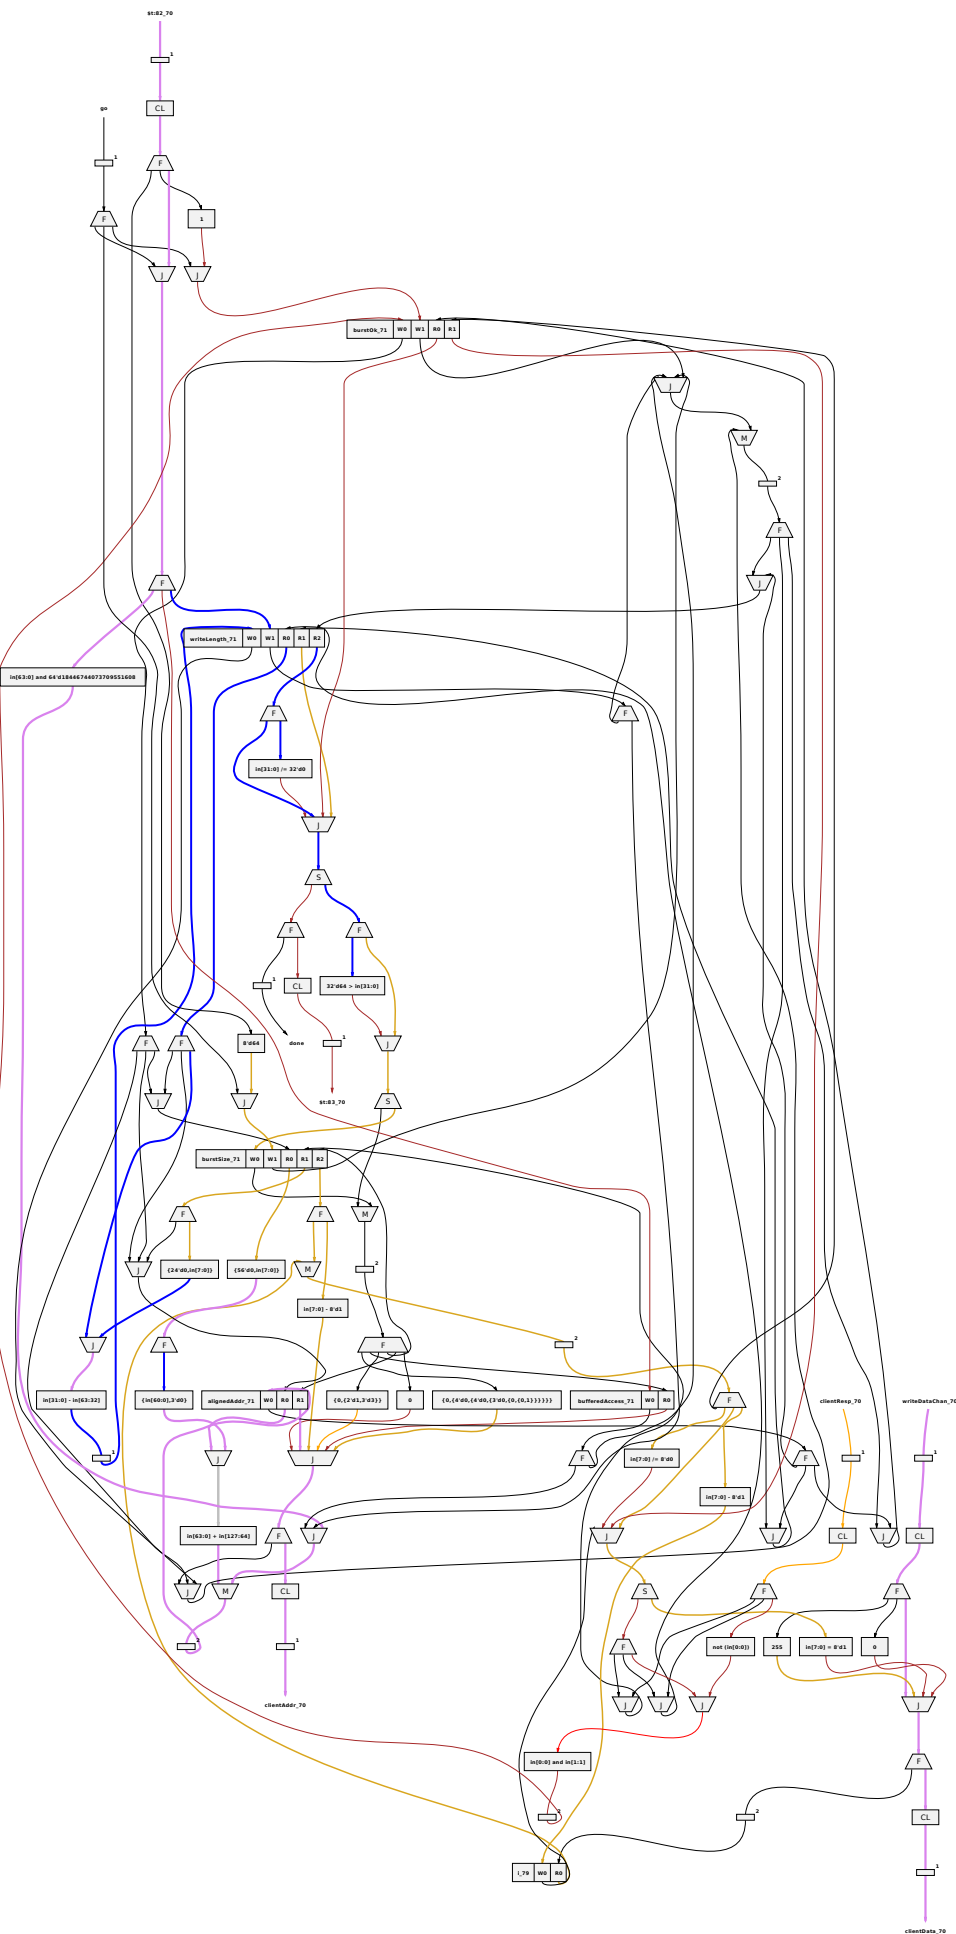 $t:82_70
1
CL
go
1
F
F
1
J
J
burstOk_71 W0 W1 R0 R1
J
M
2
F
F
J
writeLength_71 W0 W1 R0 R1 R2
in[63:0] and 64'd18446744073709551608
F
F
in[31:0] /= 32'd0
J
S
F
F
1
CL
32'd64 > in[31:0]
F
F
8'd64
done
1
J
J
J
$t:83_70
S
burstSize_71 W0 W1 R0 R1 R2
F
F
M
J
{24'd0,in[7:0]}
{56'd0,in[7:0]}
M
2
in[7:0] - 8'd1
J
F
F
2
in[31:0] - in[63:32]
{in[60:0],3'd0}
alignedAddr_71 W0 R0 R1
{0,{2'd1,3'd3}}
0
{0,{4'd0,{4'd0,{3'd0,{0,{0,1}}}}}}
bufferedAccess_71 W0 R0
F
clientResp_70
writeDataChan_70
1
J
J
F
in[7:0] /= 8'd0
F
1
1
in[7:0] - 8'd1
in[63:0] + in[127:64]
F
J
J
J
CL
J
CL
J
M
CL
S
F
F
2
1
F
not (in[0:0])
255
in[7:0] = 8'd1
0
clientAddr_70
J
J
J
J
in[0:0] and in[1:1]
F
2
2
CL
i_79 W0 R0
1
clientData_70